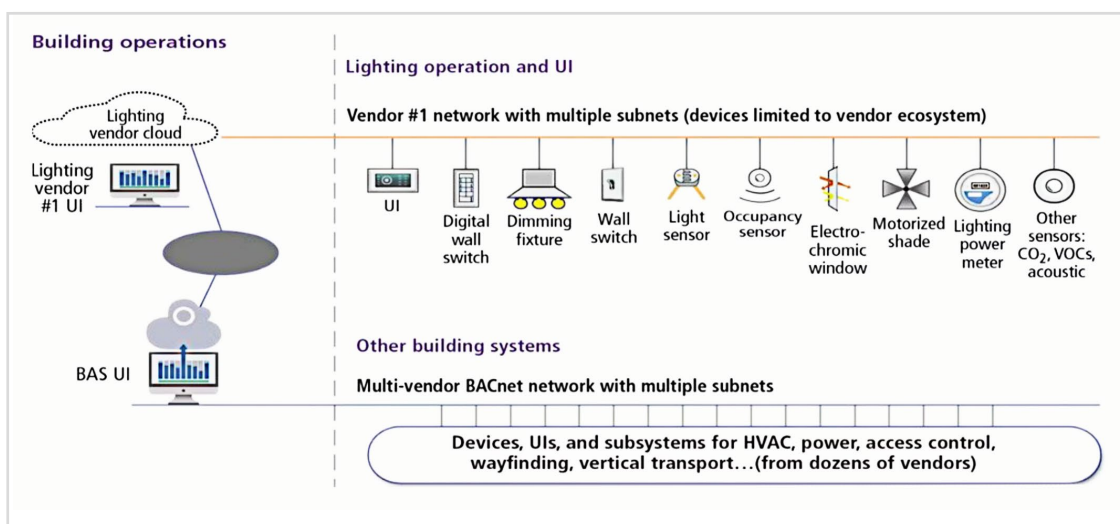 Building operations
Lighting operation and UI
Lighting
vendor cloud
Vendor #1 network with multiple subnets (devices limited to vendor ecosystem)
Lighting
vendor
#1 UI
UI
Digital
wall
switch
Dimming
fixture
Wall
switch
Light
sensor
Occupancy
sensor
Electro-
chromic
window
Motorized
shade
Lighting
power
meter
Other
sensors:
CO₂, VOCs,
acoustic
Other building systems
BAS UI
Multi-vendor BACnet network with multiple subnets
Devices, UIs, and subsystems for HVAC, power, access control,
wayfinding, vertical transport...(from dozens of vendors)